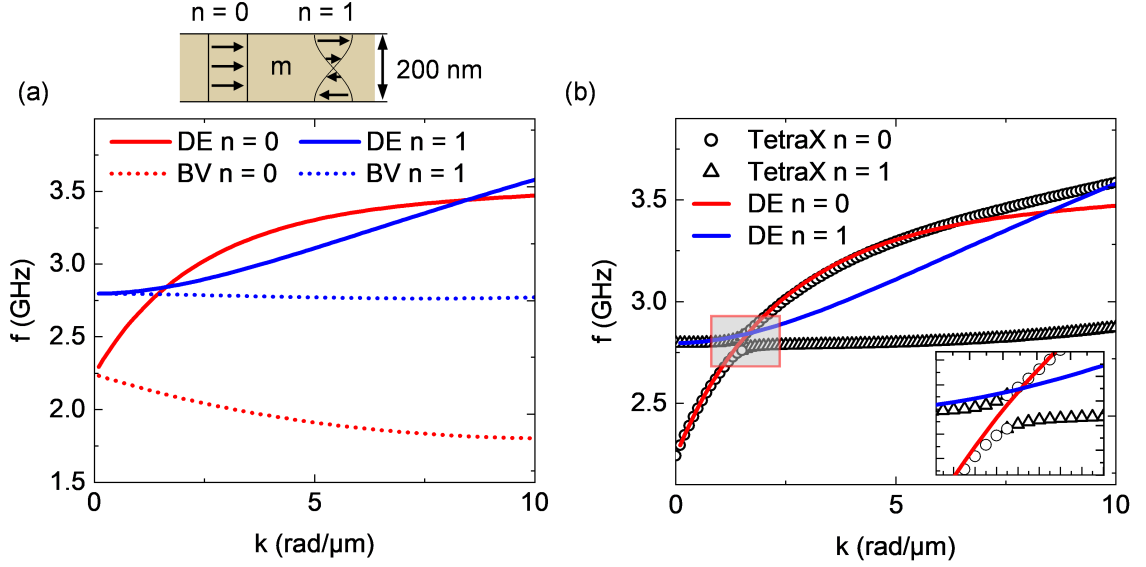 n = 0 n = 1
m
200 nm
(a)
DE n = 0 DE n = 1
BV n = 0 BV n = 1
3.5
3.0
2.5
2.0
1.5
f (GHz)
0 5 10
k (rad/µm)
(b)
TetraX n = 0
TetraX n = 1
DE n = 0
DE n = 1
3.5
3.0
2.5
f (GHz)
0 5 10
k (rad/µm)